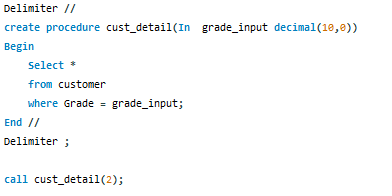 Delimiter //
create procedure cust_detail(In  grade_input decimal(10,0))
Begin
    Select *
    from customer
    where Grade = grade_input;
End //
Delimiter ;

call cust_detail(2);